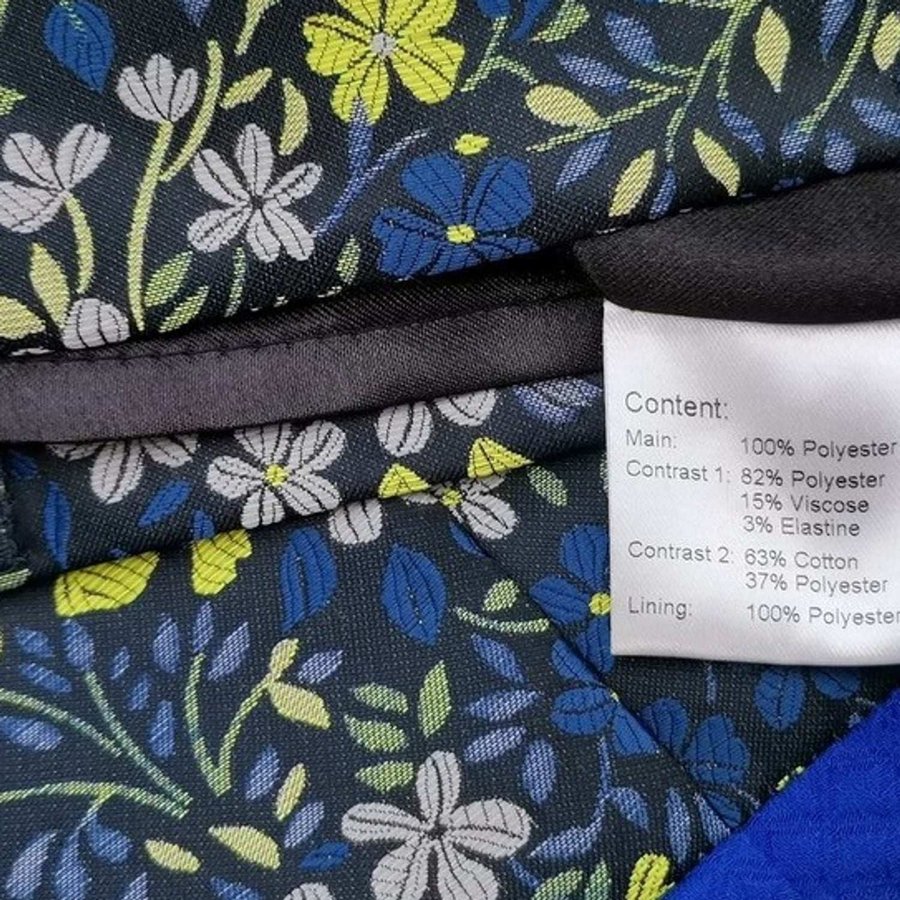 Content:
Main: 100% Polyester
Contrast 1: 82% Polyester
15% Viscose
3% Elastine
Contrast 2: 63% Cotton
37% Polyester
Lining: 100% Polyester